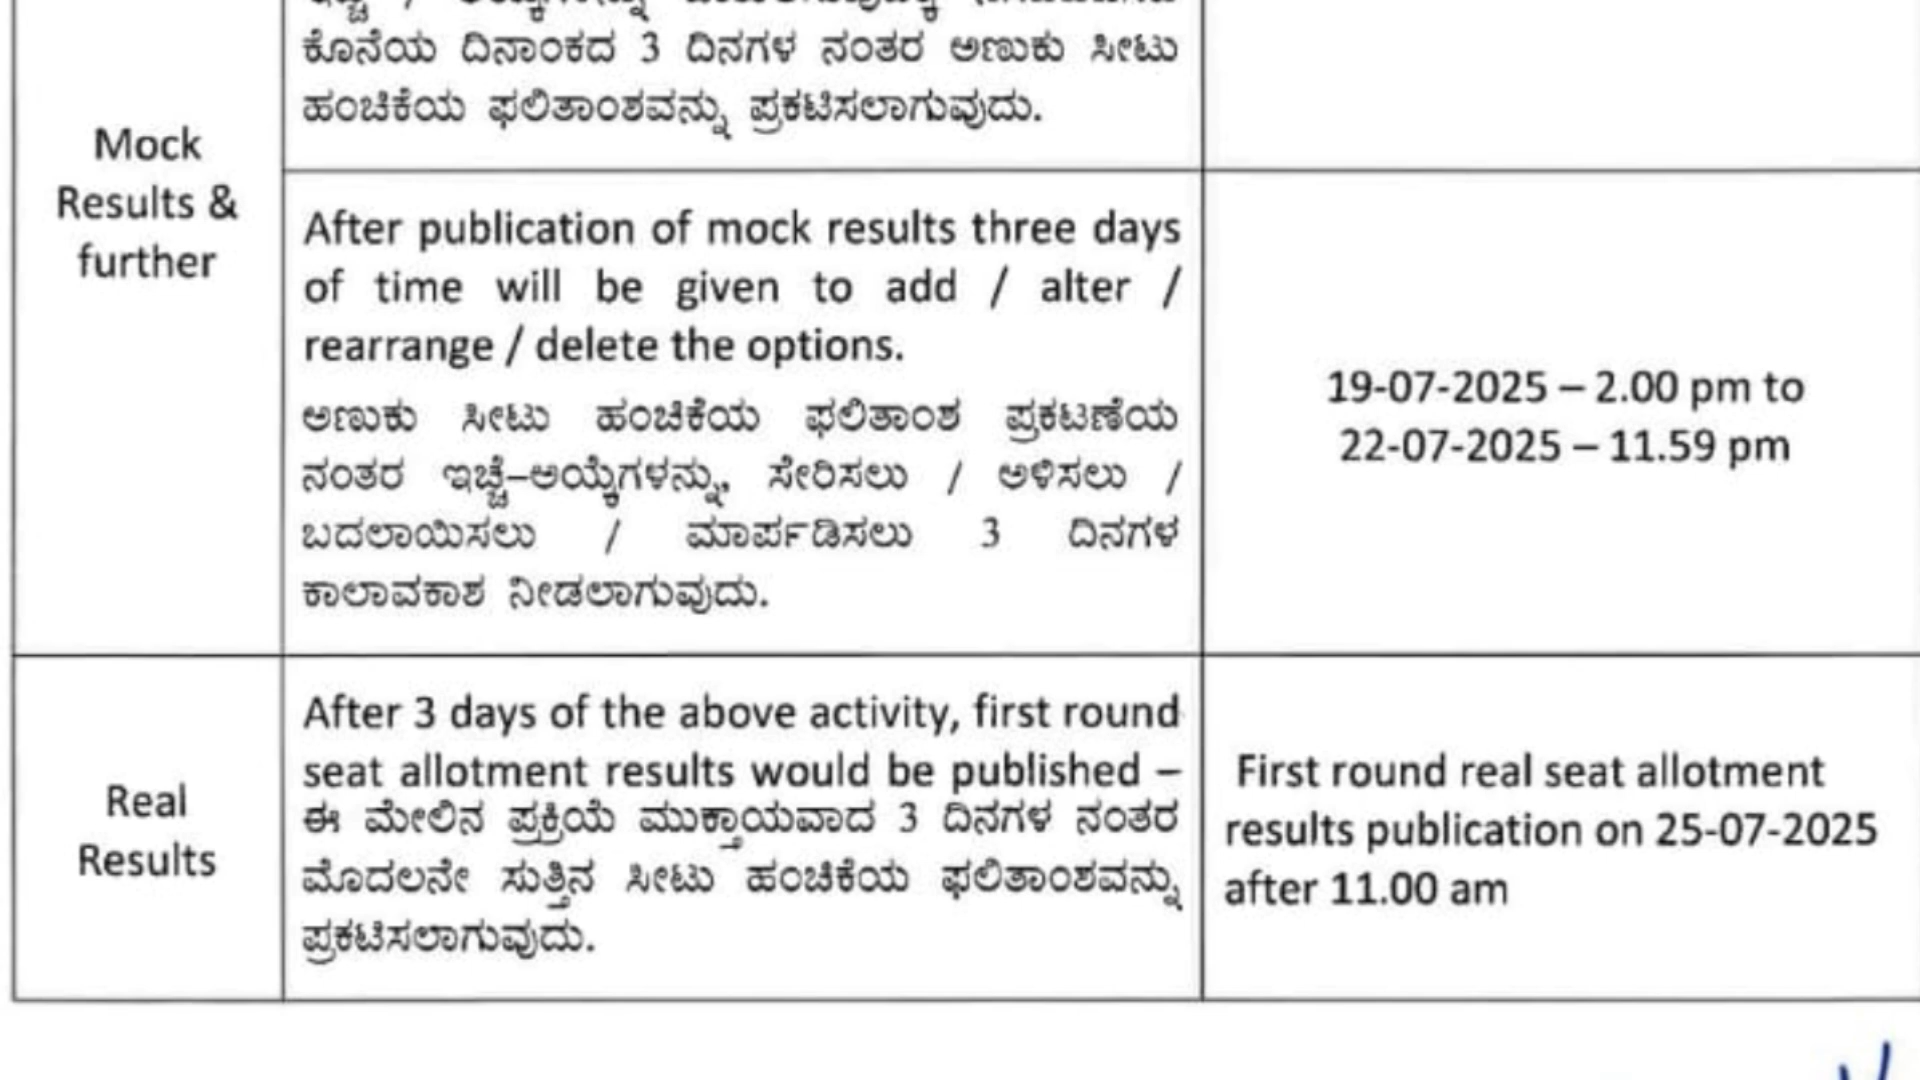 ಕೊನೆಯ ದಿನಾಂಕದ 3 ದಿನಗಳ ನಂತರ ಅಣುಕು ಸೀಟು
ಹಂಚಿಕೆಯ ಫಲಿತಾಂಶವನ್ನು ಪ್ರಕಟಿಸಲಾಗುವುದು.
Mock
Results &
further
After publication of mock results three days
of time will be given to add / alter /
rearrange / delete the options.
ಅಣುಕು ಸೀಟು ಹಂಚಿಕೆಯ ಫಲಿತಾಂಶ ಪ್ರಕಟಣೆಯ
ನಂತರ ಇಚ್ಛೆ–ಆಯ್ಕೆಗಳನ್ನು, ಸೇರಿಸಲು / ಅಳಿಸಲು /
ಬದಲಾಯಿಸಲು / ಮಾರ್ಪಡಿಸಲು 3 ದಿನಗಳ
ಕಾಲಾವಕಾಶ ನೀಡಲಾಗುವುದು.
19-07-2025 – 2.00 pm to
22-07-2025 – 11.59 pm
Real
Results
After 3 days of the above activity, first round
seat allotment results would be published –
ಈ ಮೇಲಿನ ಪ್ರಕ್ರಿಯೆ ಮುಕ್ತಾಯವಾದ 3 ದಿನಗಳ ನಂತರ
ಮೊದಲನೇ ಸುತ್ತಿನ ಸೀಟು ಹಂಚಿಕೆಯ ಫಲಿತಾಂಶವನ್ನು
ಪ್ರಕಟಿಸಲಾಗುವುದು.
First round real seat allotment
results publication on 25-07-2025
after 11.00 am